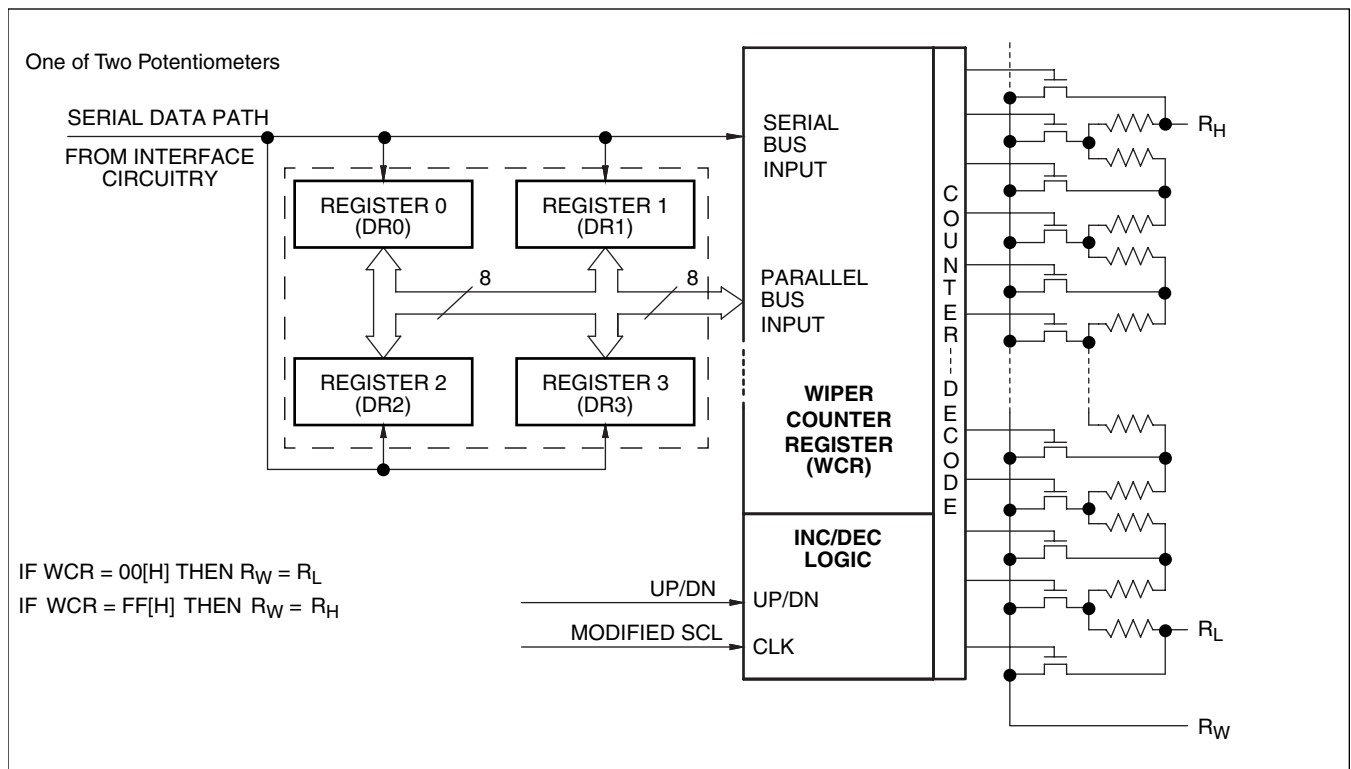 One of Two Potentiometers
SERIAL DATA PATH
FROM INTERFACE
CIRCUITRY
REGISTER 0
(DR0)
REGISTER 1
(DR1)
8
8
REGISTER 2
(DR2)
REGISTER 3
(DR3)
SERIAL
BUS
INPUT
PARALLEL
BUS
INPUT
WIPER
COUNTER
REGISTER
(WCR)
INC/DEC
LOGIC
UP/DN
UP/DN
MODIFIED SCL
CLK
IF WCR = 00[H] THEN RW = RL
IF WCR = FF[H] THEN RW = RH
COUNTER
DECODE
RH
RL
RW